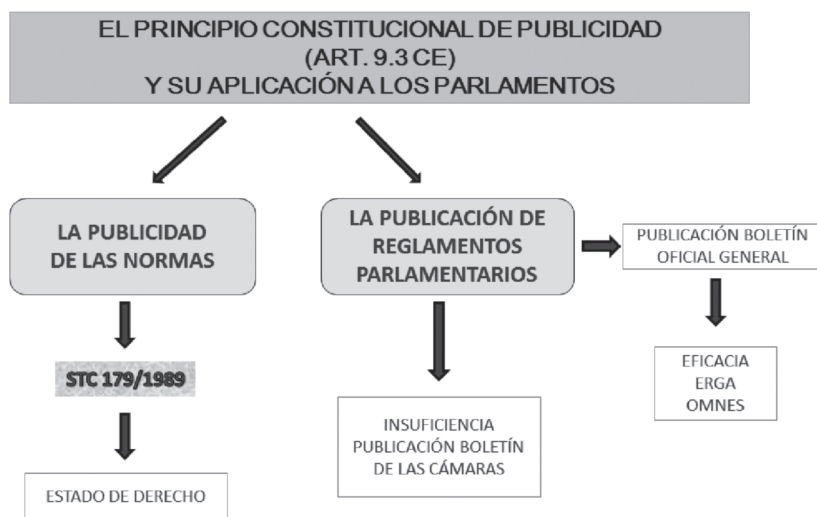 EL PRINCIPIO CONSTITUCIONAL DE PUBLICIDAD
(ART. 9.3 CE)
Y SU APLICACIÓN A LOS PARLAMENTOS
LA PUBLICIDAD
DE LAS NORMAS
LA PUBLICACIÓN DE
REGLAMENTOS
PARLAMENTARIOS
PUBLICACIÓN BOLETÍN
OFICIAL GENERAL
STC 179/1989
EFICACIA
ERGA
OMNES
INSUFICIENCIA
PUBLICACIÓN BOLETÍN
DE LAS CÁMARAS
ESTADO DE DERECHO